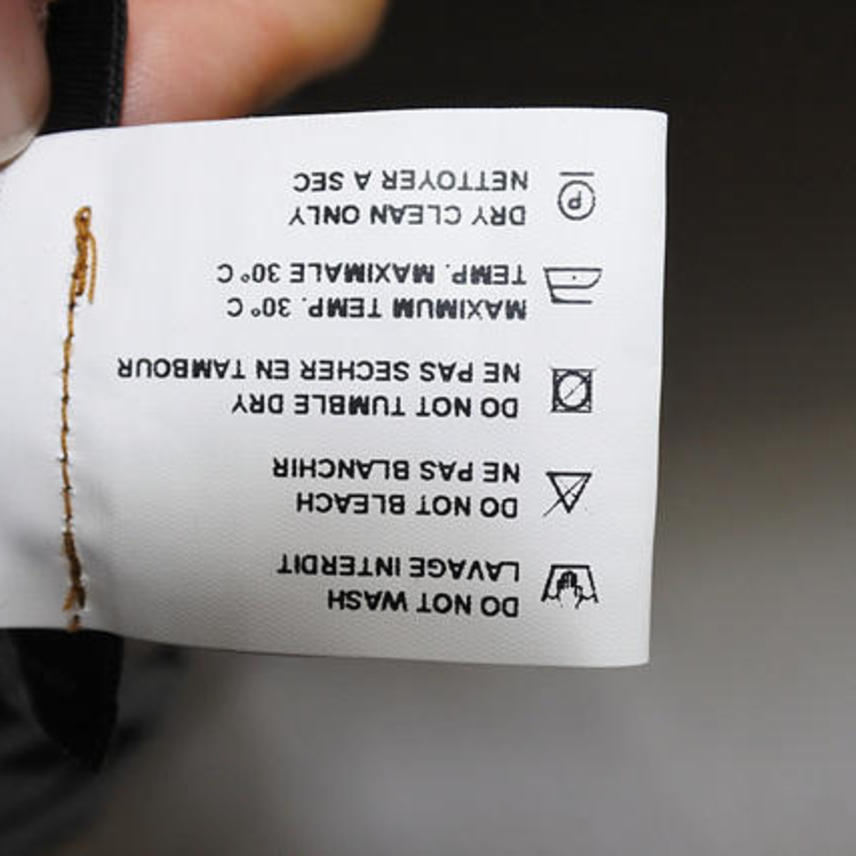 DO NOT WASH
LAVAGE INTERDIT
DO NOT BLEACH
NE PAS BLANCHIR
DO NOT TUMBLE DRY
NE PAS SECHER EN TAMBOUR
MAXIMUM TEMP. 30°C
TEMP. MAXIMALE 30°C
DRY CLEAN ONLY
NETTOYER A SEC
P